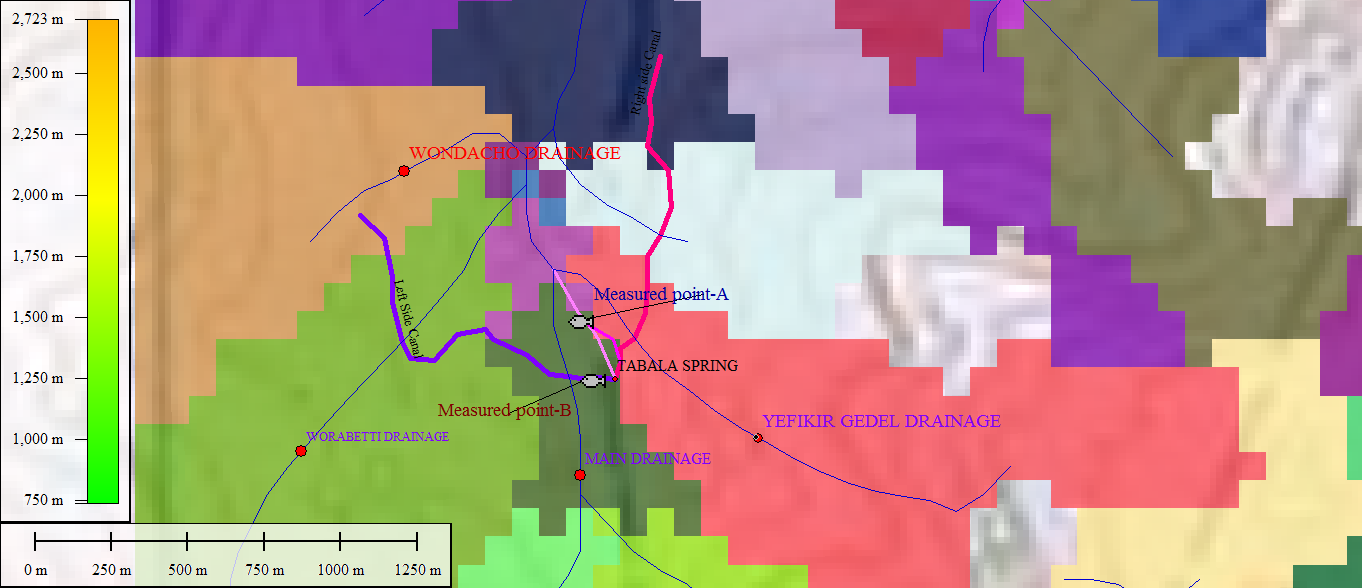 2,723 m
2,500 m
2,250 m
2,000 m
1,750 m
1,500 m
1,250 m
1,000 m
750 m
Right side Canal
WONDACHO DRAINAGE
Left Side Canal
Measured point-A
TABALA SPRING
Measured point-B
YEFIKIR GEDEL DRAINAGE
WORABETTI DRAINAGE
MAIN DRAINAGE
0 m 250 m 500 m 750 m 1000 m 1250 m